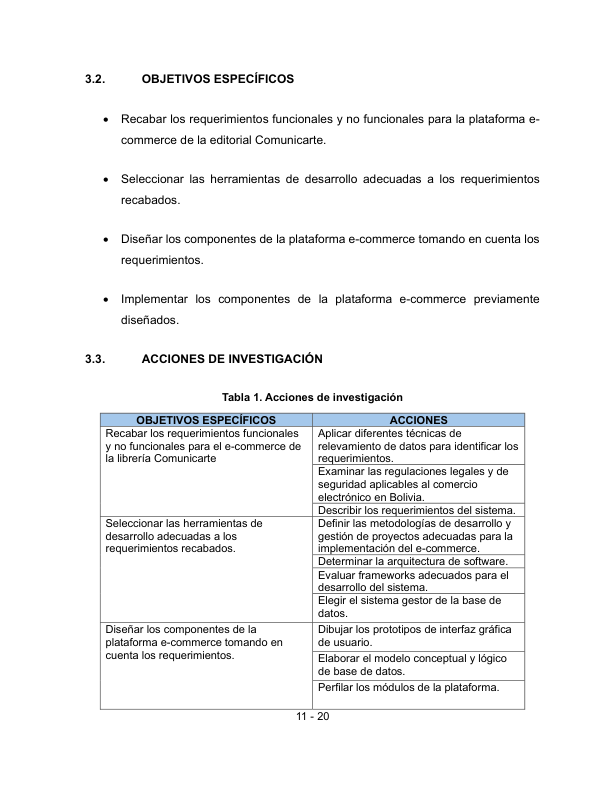 3.2. OBJETIVOS ESPECÍFICOS
• Recabar los requerimientos funcionales y no funcionales para la plataforma e-
commerce de la editorial Comunicarte.
• Seleccionar las herramientas de desarrollo adecuadas a los requerimientos
recabados.
• Diseñar los componentes de la plataforma e-commerce tomando en cuenta los
requerimientos.
• Implementar los componentes de la plataforma e-commerce previamente
diseñados.
3.3. ACCIONES DE INVESTIGACIÓN
Tabla 1. Acciones de investigación
OBJETIVOS ESPECÍFICOS ACCIONES
Recabar los requerimientos funcionales
y no funcionales para el e-commerce de
la librería Comunicarte
Aplicar diferentes técnicas de
relevamiento de datos para identificar los
requerimientos.
Examinar las regulaciones legales y de
seguridad aplicables al comercio
electrónico en Bolivia.
Describir los requerimientos del sistema.
Seleccionar las herramientas de
desarrollo adecuadas a los
requerimientos recabados.
Definir las metodologías de desarrollo y
gestión de proyectos adecuadas para la
implementación del e-commerce.
Determinar la arquitectura de software.
Evaluar frameworks adecuados para el
desarrollo del sistema.
Elegir el sistema gestor de la base de
datos.
Diseñar los componentes de la
plataforma e-commerce tomando en
cuenta los requerimientos.
Dibujar los prototipos de interfaz gráfica
de usuario.
Elaborar el modelo conceptual y lógico
de base de datos.
Perfilar los módulos de la plataforma.
11 - 20